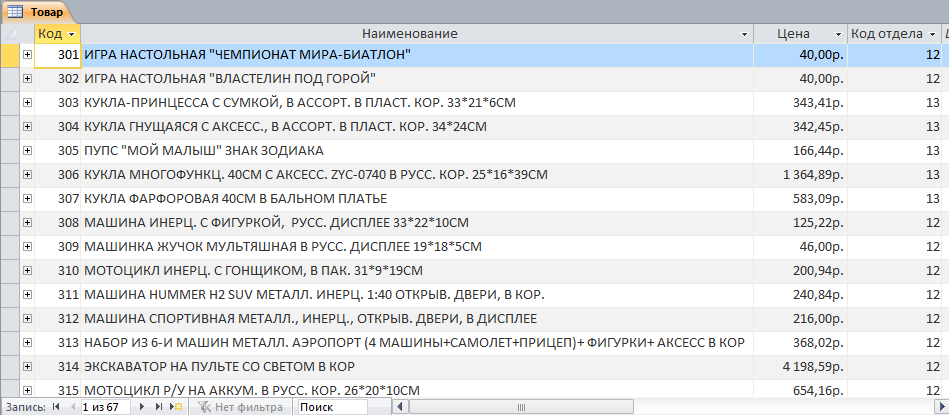 Товар
Код Наименование Цена Код отдела
301 ИГРА НАСТОЛЬНАЯ "ЧЕМПИОНАТ МИРА-БИАТЛОН" 40,00р. 12
302 ИГРА НАСТОЛЬНАЯ "ВЛАСТЕЛИН ПОД ГОРОЙ" 40,00р. 12
303 КУКЛА-ПРИНЦЕССА С СУМКОЙ, В АССОРТ. В ПЛАСТ. КОР. 33*21*6СМ 343,41р. 13
304 КУКЛА ГНУЩАЯСЯ С АКСЕСС., В АССОРТ. В ПЛАСТ. КОР. 34*24СМ 342,45р. 13
305 ПУПС "МОЙ МАЛЫШ" ЗНАК ЗОДИАКА 166,44р. 13
306 КУКЛА МНОГОФУНКЦ. 40СМ С АКСЕСС. ZYC-0740 В РУСС. КОР. 25*16*39СМ 1 364,89р. 13
307 КУКЛА ФАРФОРОВАЯ 40СМ В БАЛЬНОМ ПЛАТЬЕ 583,09р. 13
308 МАШИНА ИНЕРЦ. С ФИГУРКОЙ, РУСС. ДИСПЛЕЕ 33*22*10СМ 125,22р. 12
309 МАШИНКА ЖУЧОК МУЛЬТЯШНАЯ В РУСС. ДИСПЛЕЕ 19*18*5СМ 46,00р. 12
310 МОТОЦИКЛ ИНЕРЦ. С ГОНЩИКОМ, В ПАК. 31*9*19СМ 200,94р. 12
311 МАШИНА HUMMER H2 SUV МЕТАЛЛ. ИНЕРЦ. 1:40 ОТКРЫВ. ДВЕРИ, В КОР. 240,84р. 12
312 МАШИНА СПОРТИВНАЯ МЕТАЛЛ., ИНЕРЦ., ОТКРЫВ. ДВЕРИ, В ДИСПЛЕЕ 216,00р. 12
313 НАБОР ИЗ 6-И МАШИН МЕТАЛЛ. АЭРОПОРТ (4 МАШИНЫ+САМОЛЕТ+ПРИЦЕП)+ ФИГУРКИ+ АКСЕСС В КОР 368,02р. 12
314 ЭКСКАВАТОР НА ПУЛЬТЕ СО СВЕТОМ В КОР 4 198,59р. 12
315 МОТОЦИКЛ Р/У НА АККУМ. В РУСС. КОР. 26*20*10СМ 654,16р. 12
Запись: 1 из 67 Нет фильтра Поиск